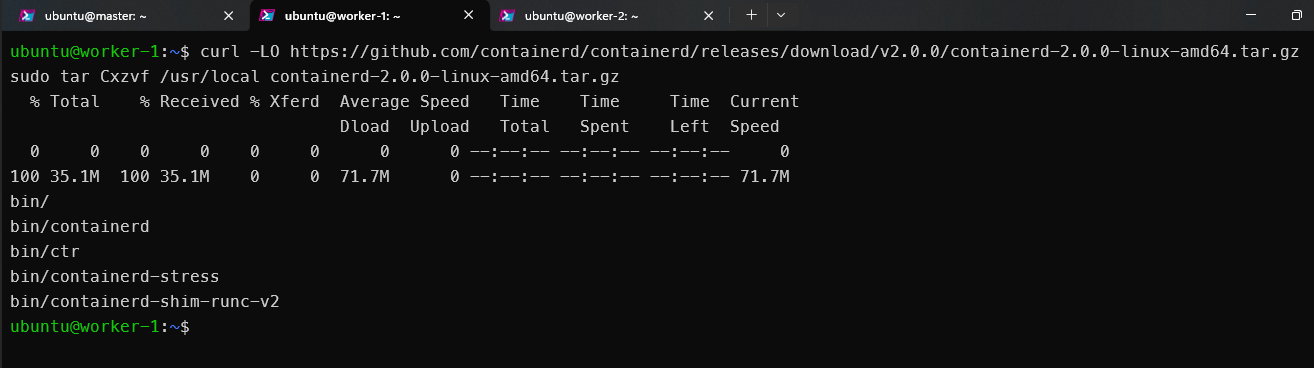 ubuntu@master: ~
ubuntu@worker-1: ~
ubuntu@worker-2: ~
ubuntu@worker-1:~$ curl -LO https://github.com/containerd/containerd/releases/download/v2.0.0/containerd-2.0.0-linux-amd64.tar.gz
sudo tar Cxzvf /usr/local containerd-2.0.0-linux-amd64.tar.gz
  % Total    % Received % Xferd  Average Speed   Time    Time     Time  Current
                                 Dload  Upload   Total   Spent    Left  Speed
  0     0    0     0    0     0      0      0 --:--:-- --:--:-- --:--:--     0
100 35.1M  100 35.1M    0     0  71.7M      0 --:--:-- --:--:-- --:--:-- 71.7M
bin/
bin/containerd
bin/ctr
bin/containerd-stress
bin/containerd-shim-runc-v2
ubuntu@worker-1:~$